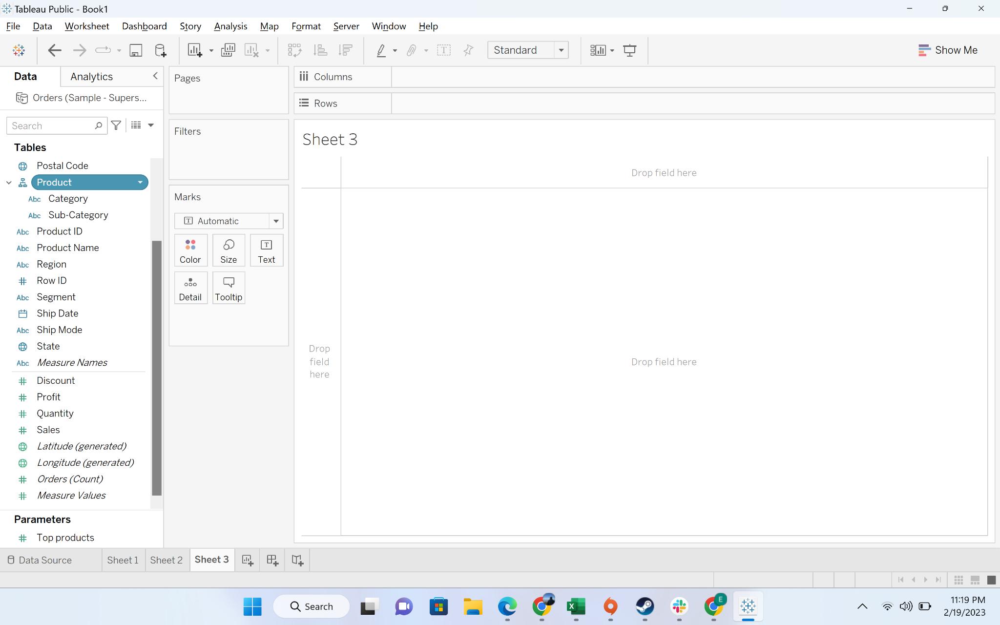 Tableau Public - Book1
File Data Worksheet Dashboard Story Analysis Map Format Server Window Help
Standard
Show Me
Data Analytics
Orders (Sample - Supers...
Search
Tables
Postal Code
Product
Abc Category
Abc Sub-Category
Abc Product ID
Abc Product Name
Abc Region
Row ID
Abc Segment
Ship Date
Abc Ship Mode
State
Abc Measure Names
Discount
Profit
Quantity
Sales
Latitude (generated)
Longitude (generated)
Orders (Count)
Measure Values
Parameters
Top products
Pages
Filters
Marks
T Automatic
Color Size T Text
Detail Tooltip
Columns
Rows
Sheet 3
Drop field here
Drop
field
here
Drop field here
Data Source Sheet 1 Sheet 2 Sheet 3
Search
E
11:19 PM
2/19/2023